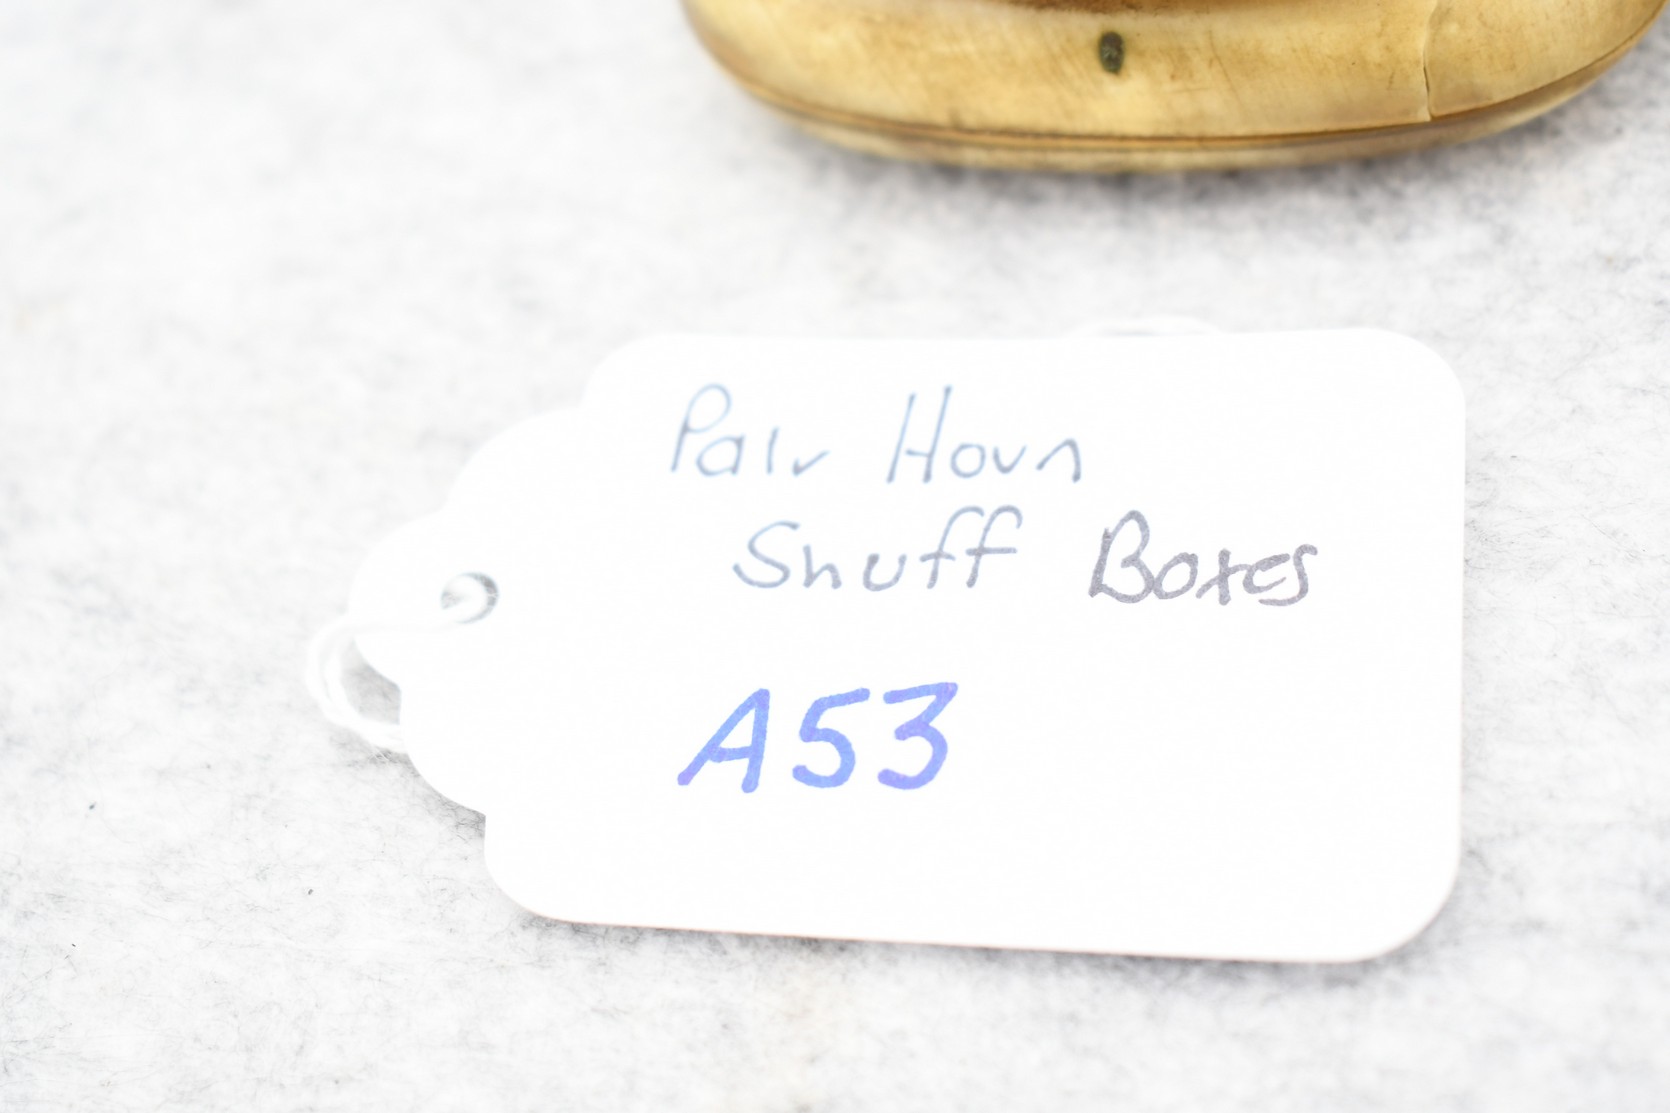 Pair Horn
Snuff Boxes
A53